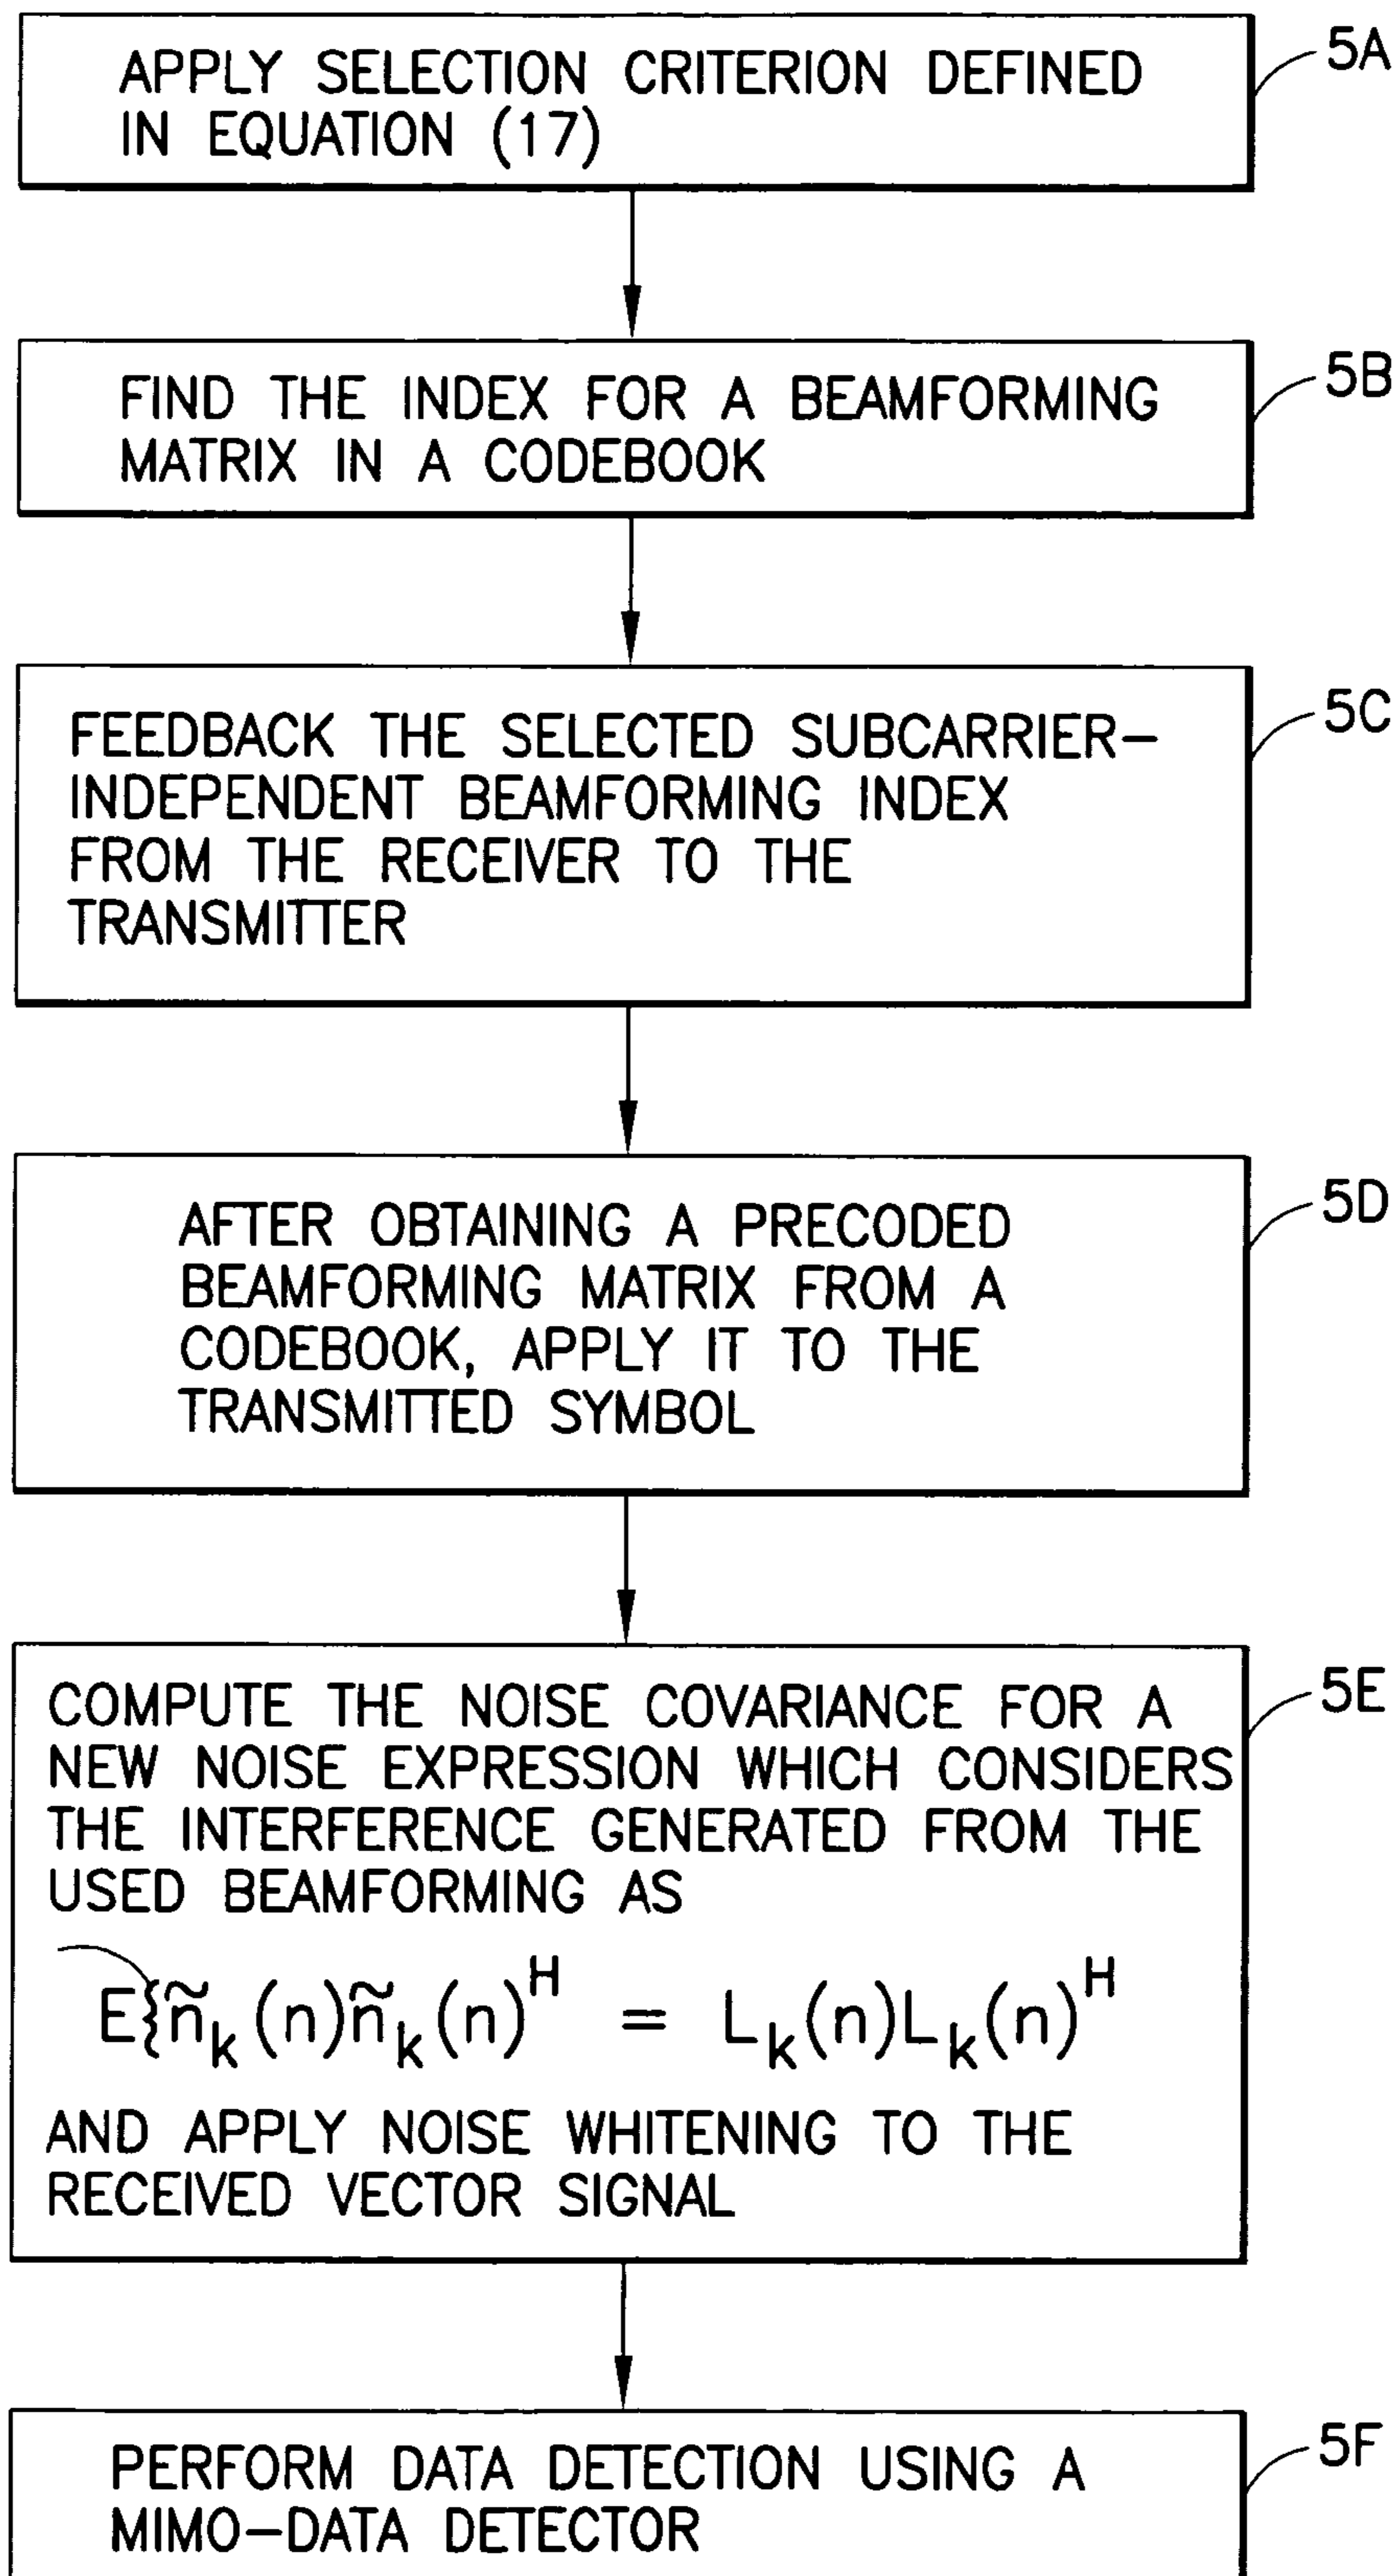 APPLY SELECTION CRITERION DEFINED
IN EQUATION (17)
5A
FIND THE INDEX FOR A BEAMFORMING
MATRIX IN A CODEBOOK
5B
FEEDBACK THE SELECTED SUBCARRIER-
INDEPENDENT BEAMFORMING INDEX
FROM THE RECEIVER TO THE
TRANSMITTER
5C
AFTER OBTAINING A PRECODED
BEAMFORMING MATRIX FROM A
CODEBOOK, APPLY IT TO THE
TRANSMITTED SYMBOL
5D
COMPUTE THE NOISE COVARIANCE FOR A
NEW NOISE EXPRESSION WHICH CONSIDERS
THE INTERFERENCE GENERATED FROM THE
USED BEAMFORMING AS
E{ñ_k(n)ñ_k(n)^H = L_k(n)L_k(n)^H
AND APPLY NOISE WHITENING TO THE
RECEIVED VECTOR SIGNAL
5E
PERFORM DATA DETECTION USING A
MIMO-DATA DETECTOR
5F